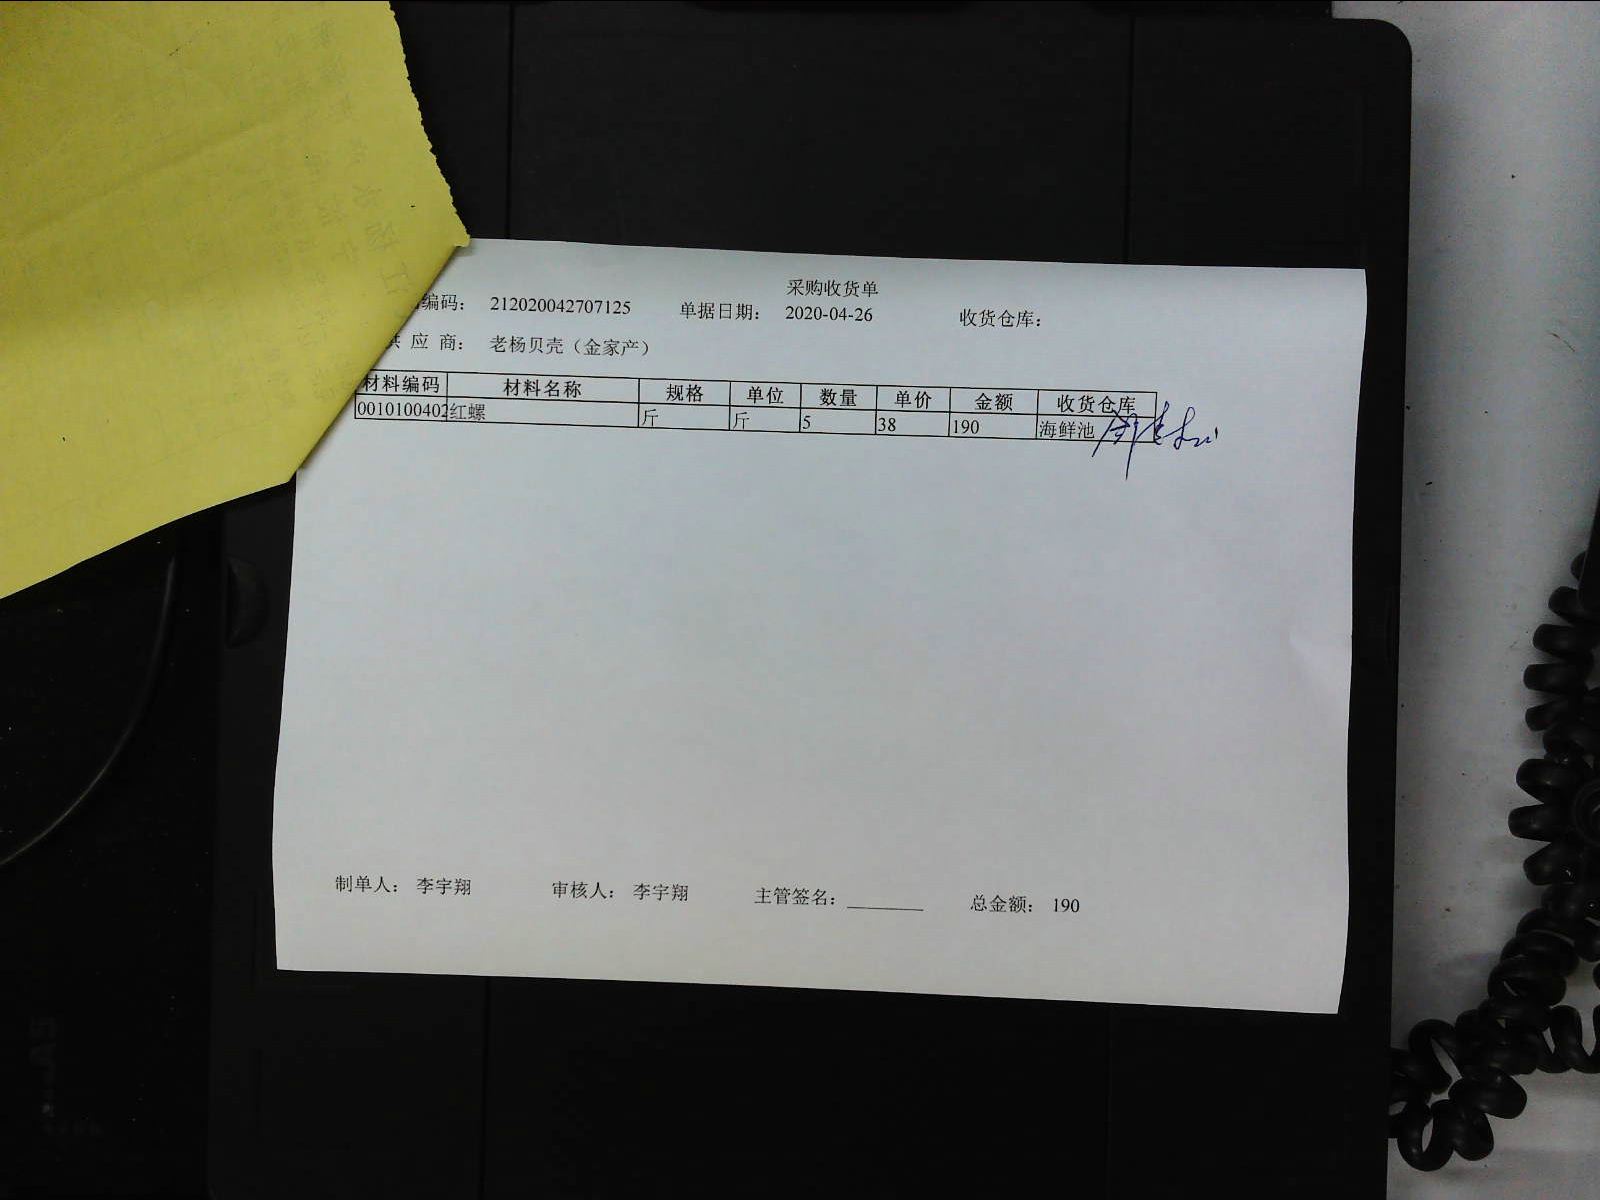 采购收货单
编码： 212020042707125 单据日期： 2020-04-26 收货仓库：
供 应 商： 老杨贝壳（金家产）
材料编码 材料名称 规格 单位 数量 单价 金额 收货仓库
0010100402 红螺 斤 斤 5 38 190 海鲜池
制单人： 李宇翔 审核人： 李宇翔 主管签名：________ 总金额： 190